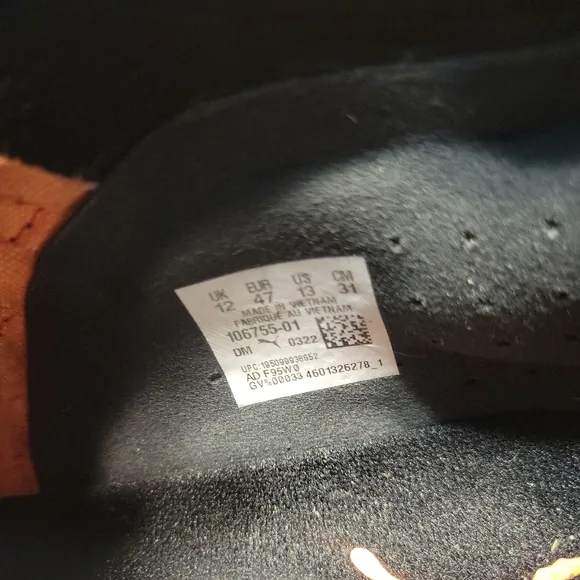 UK EUR US CM
12 47 13 31
MADE IN VIETNAM
FABRIQUE AU VIETNAM
106755-01
DM 0322
UPC:195099938652
AD F95W0
GV%00033 4601326278_1